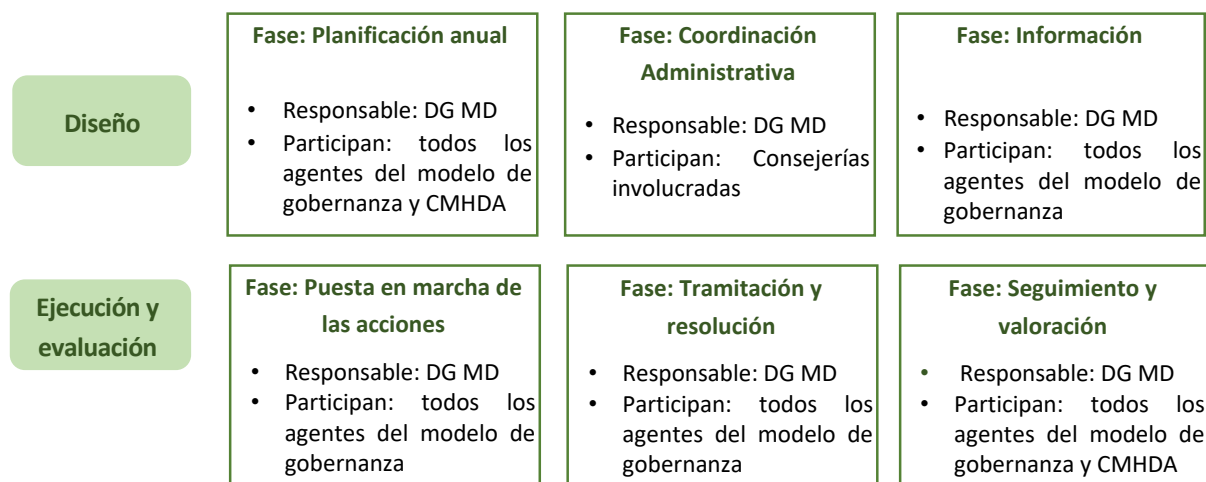 Diseño
Fase: Planificación anual
• Responsable: DG MD
• Participan: todos los
agentes del modelo de
gobernanza y CMHDA
Fase: Coordinación
Administrativa
• Responsable: DG MD
• Participan: Consejerías
involucradas
Fase: Información
• Responsable: DG MD
• Participan: todos los
agentes del modelo de
gobernanza
Ejecución y
evaluación
Fase: Puesta en marcha de
las acciones
• Responsable: DG MD
• Participan: todos los
agentes del modelo de
gobernanza
Fase: Tramitación y
resolución
• Responsable: DG MD
• Participan: todos los
agentes del modelo de
gobernanza
Fase: Seguimiento y
valoración
• Responsable: DG MD
• Participan: todos los
agentes del modelo de
gobernanza y CMHDA